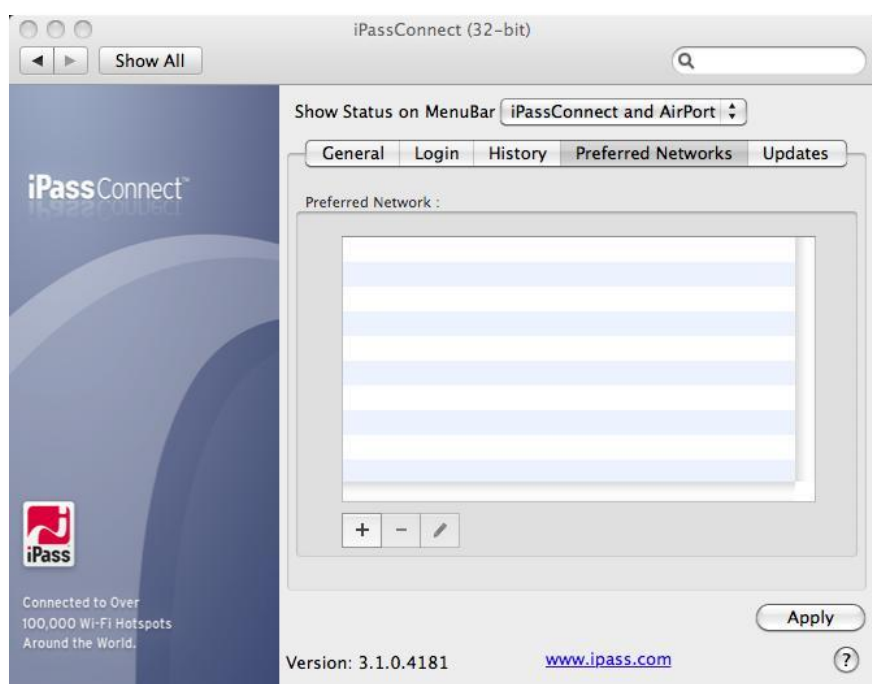 iPassConnect (32-bit)
Show All
Show Status on MenuBar iPassConnect and AirPort
General Login History Preferred Networks Updates
iPassConnect™
Preferred Network :
+ -
iPass
Connected to Over
100,000 Wi-Fi Hotspots
Around the World.
Apply
Version: 3.1.0.4181 www.ipass.com ?